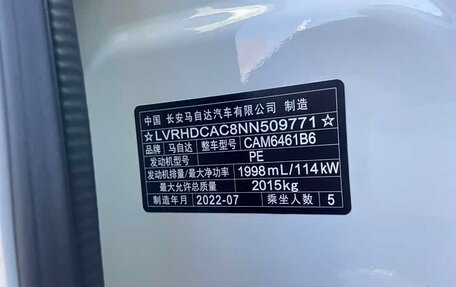 中国 长安马自达汽车有限公司 制造
☆LVRHDCAC8NN509771☆
品牌 马自达 整车型号 CAM6461B6
发动机型号 PE
发动机排量/最大净功率 1998mL/114kW
最大允许总质量 2015kg
制造年月 2022-07 乘坐人数 5